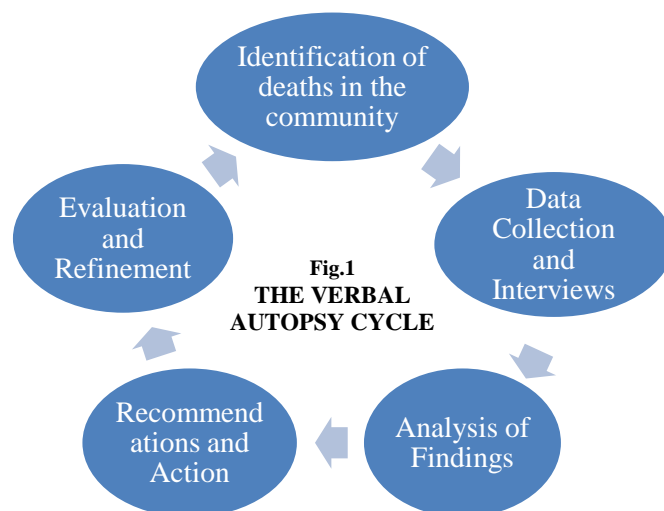 Identification of
deaths in the
community
Data
Collection
and
Interviews
Analysis of
Findings
Recommend
ations and
Action
Evaluation
and
Refinement
Fig.1
THE VERBAL
AUTOPSY CYCLE